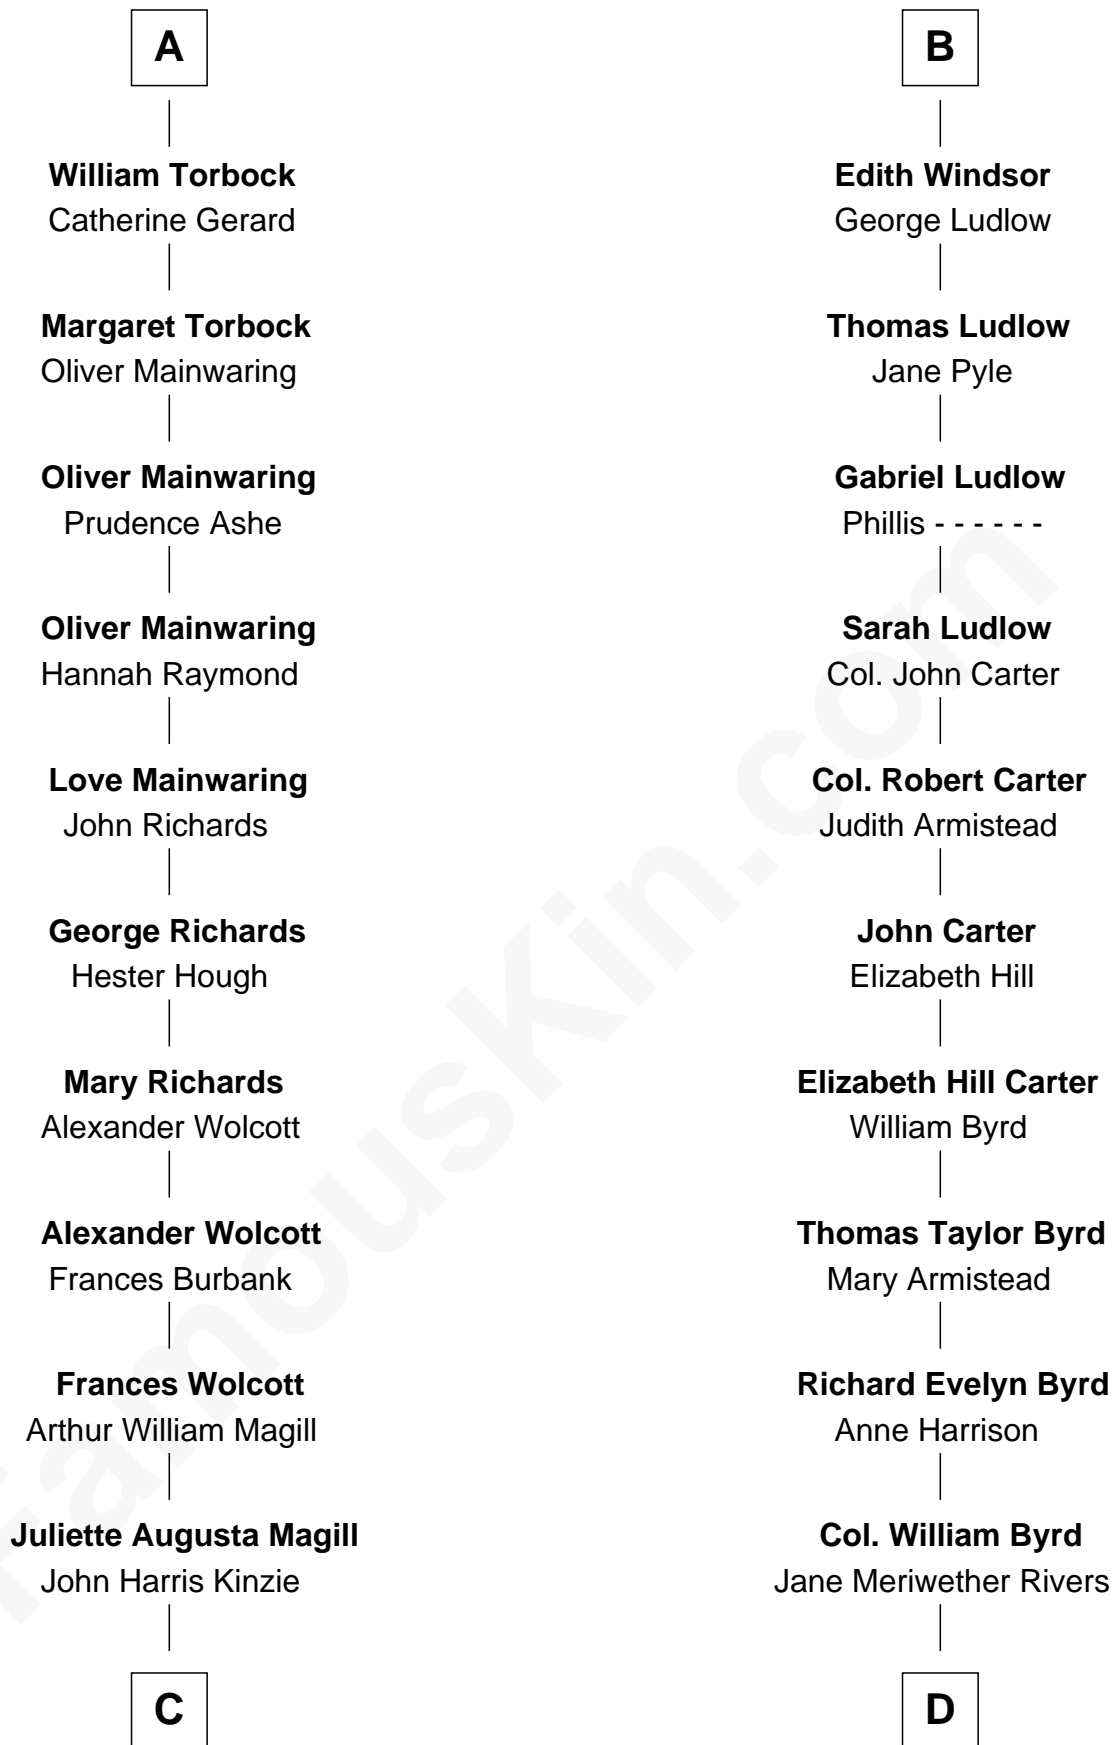 A
William Torbock
Catherine Gerard
Margaret Torbock
Oliver Mainwaring
Oliver Mainwaring
Prudence Ashe
Oliver Mainwaring
Hannah Raymond
Love Mainwaring
John Richards
George Richards
Hester Hough
Mary Richards
Alexander Wolcott
Alexander Wolcott
Frances Burbank
Frances Wolcott
Arthur William Magill
Juliette Augusta Magill
John Harris Kinzie
C
B
Edith Windsor
George Ludlow
Thomas Ludlow
Jane Pyle
Gabriel Ludlow
Phillis - - - - - -
Sarah Ludlow
Col. John Carter
Col. Robert Carter
Judith Armistead
John Carter
Elizabeth Hill
Elizabeth Hill Carter
William Byrd
Thomas Taylor Byrd
Mary Armistead
Richard Evelyn Byrd
Anne Harrison
Col. William Byrd
Jane Meriwether Rivers
D
FamousKin.com